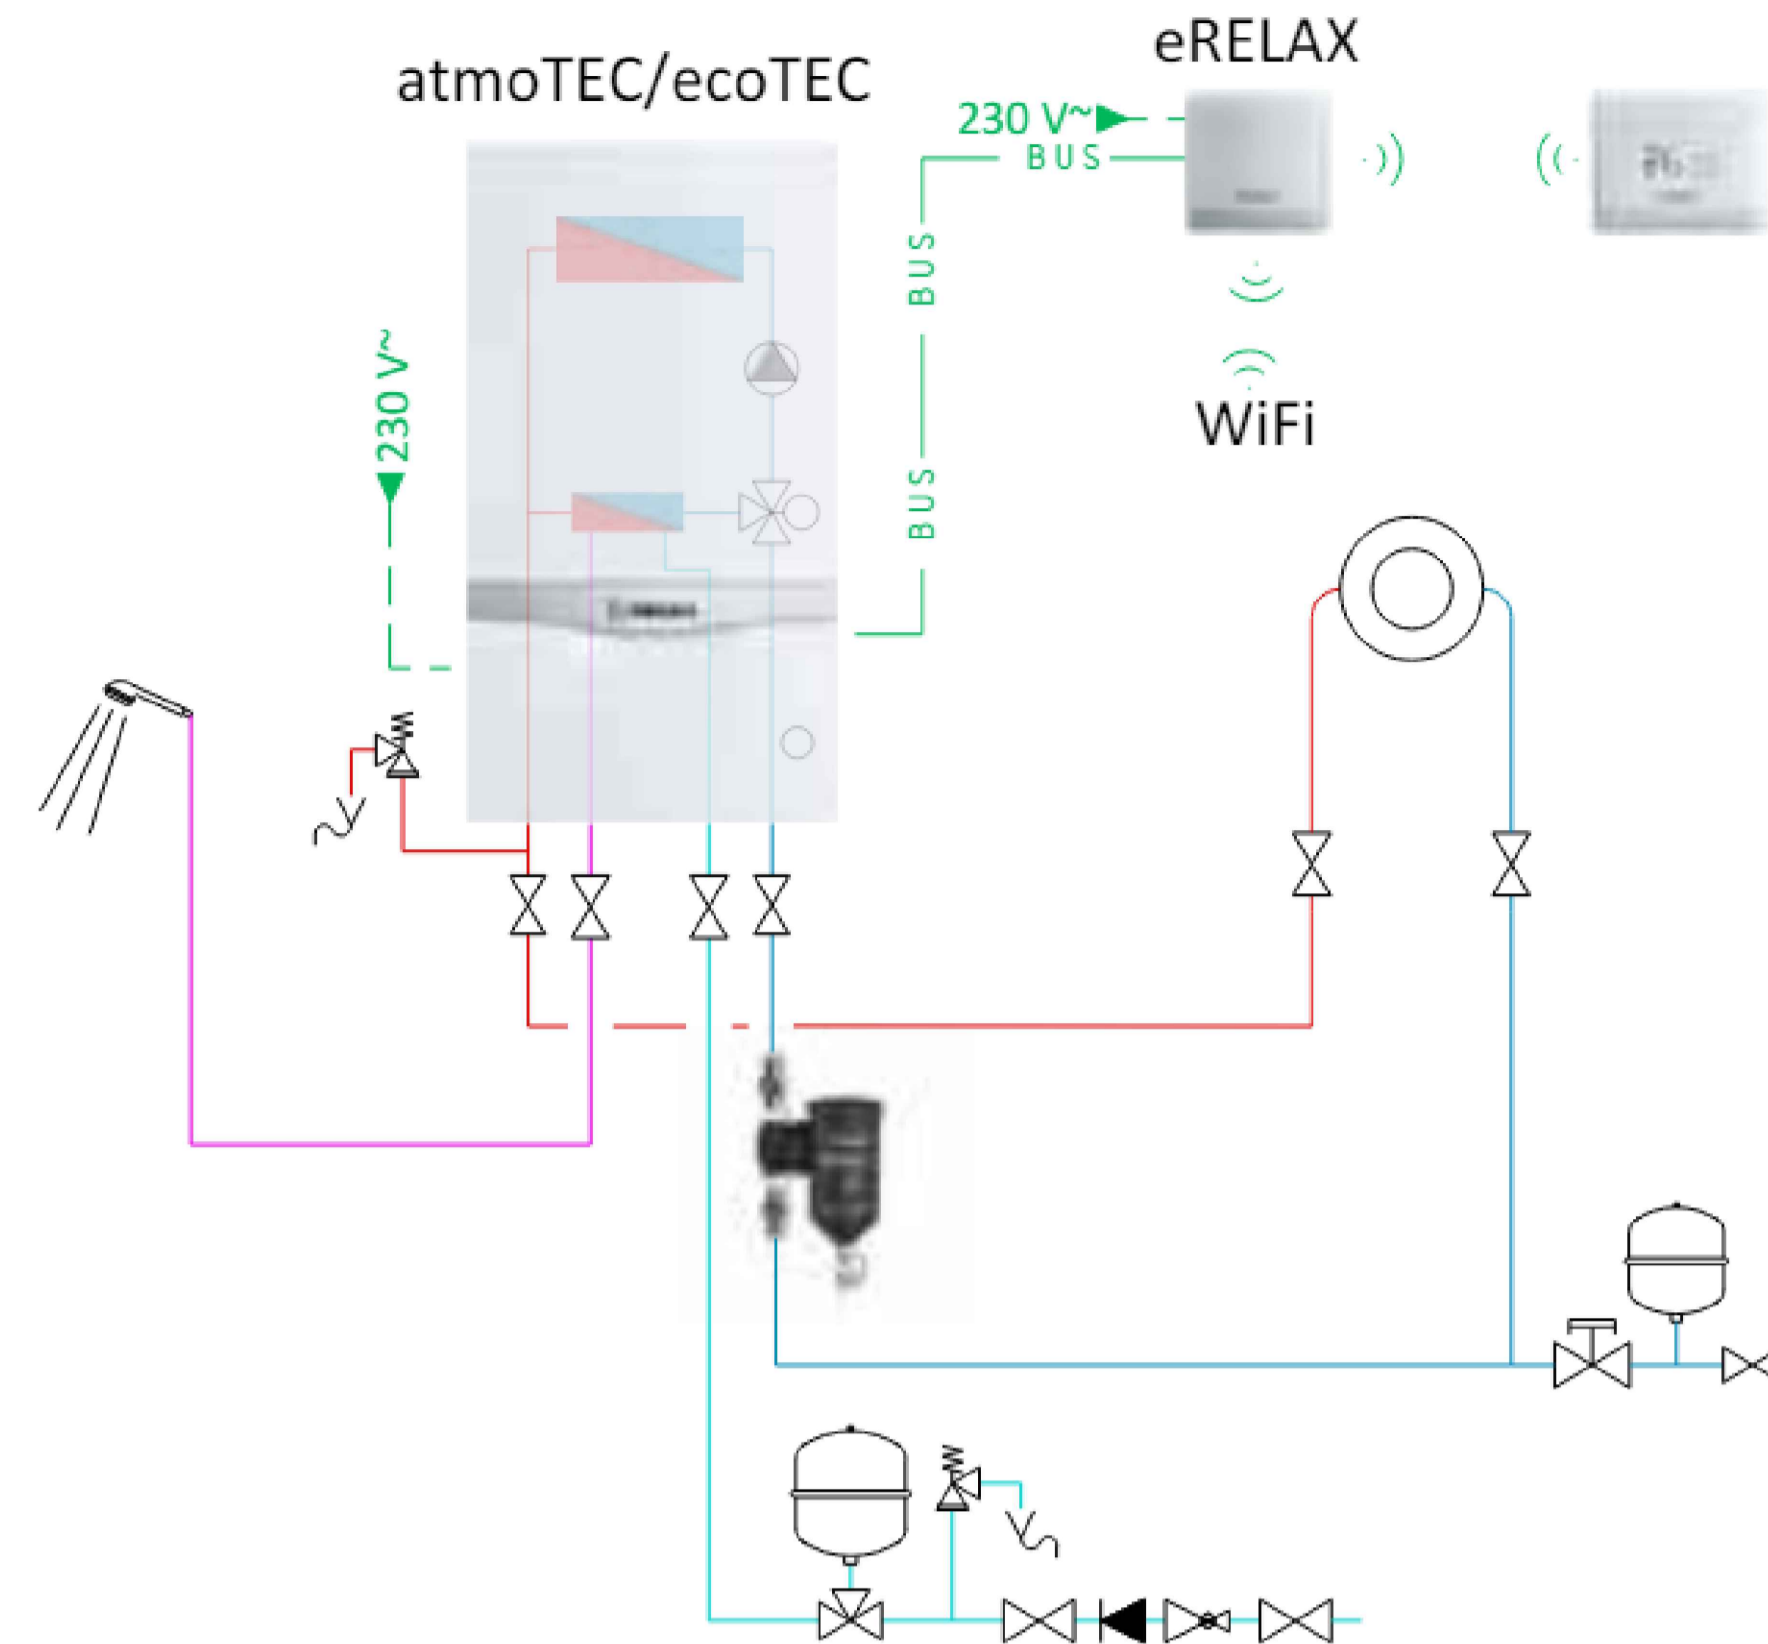 eRELAX
atmoTEC/ecoTEC
230 V~
BUS
BUS
230 V~
WiFi
BUS